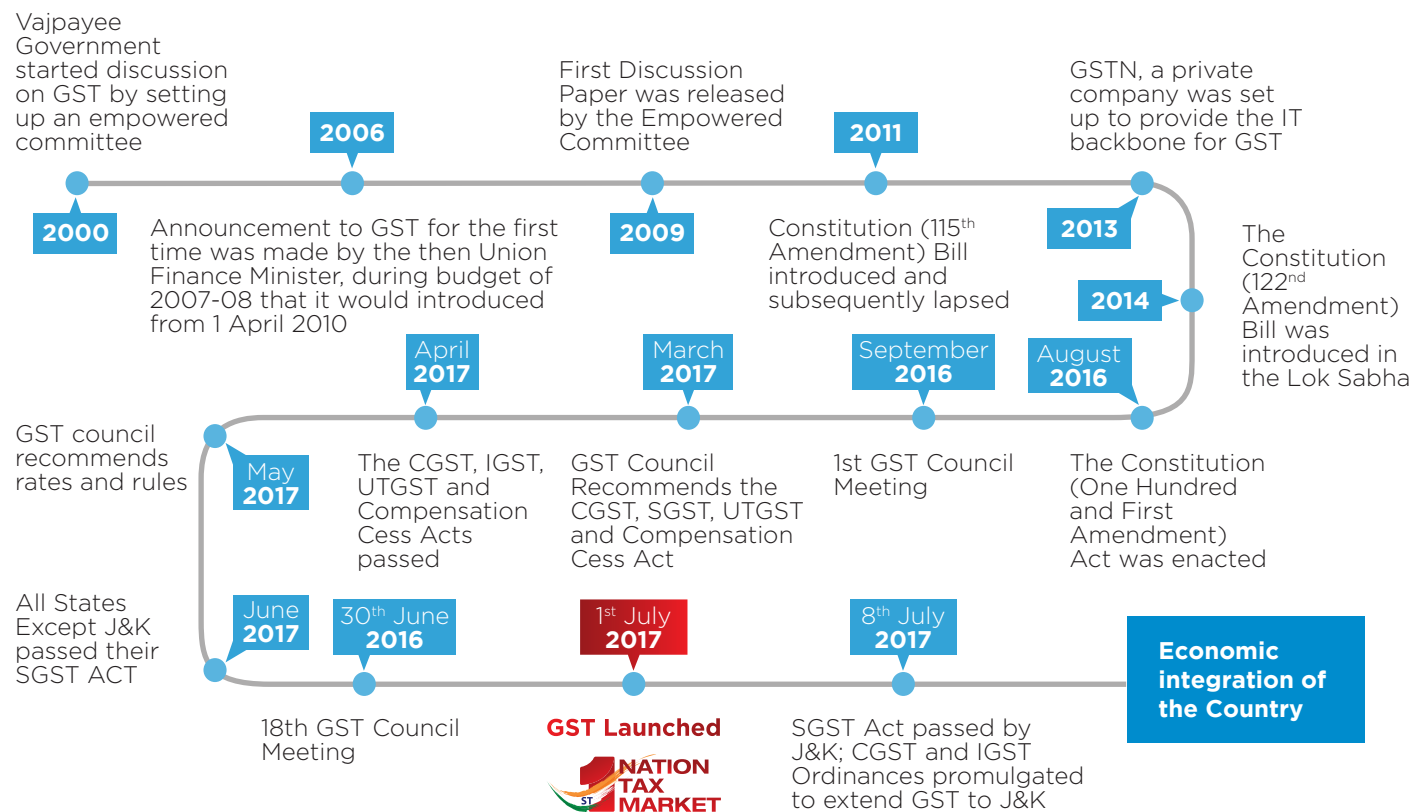 Vajpayee
Government
started discussion
on GST by setting
up an empowered
committee
2000
2006
Announcement to GST for the first
time was made by the then Union
Finance Minister, during budget of
2007-08 that it would introduced
from 1 April 2010
First Discussion
Paper was released
by the Empowered
Committee
2009
2011
Constitution (115th
Amendment) Bill
introduced and
subsequently lapsed
GSTN, a private
company was set
up to provide the IT
backbone for GST
2013
2014
The
Constitution
(122nd
Amendment)
Bill was
introduced in
the Lok Sabha
August
2016
The Constitution
(One Hundred
and First
Amendment)
Act was enacted
September
2016
1st GST Council
Meeting
March
2017
GST Council
Recommends the
CGST, SGST, UTGST
and Compensation
Cess Act
April
2017
The CGST, IGST,
UTGST and
Compensation
Cess Acts
passed
GST council
recommends
rates and rules
May
2017
All States
Except J&K
passed their
SGST ACT
June
2017
30th June
2016
18th GST Council
Meeting
1st July
2017
GST Launched
1
ST
NATION
TAX
MARKET
8th July
2017
SGST Act passed by
J&K; CGST and IGST
Ordinances promulgated
to extend GST to J&K
Economic
integration of
the Country